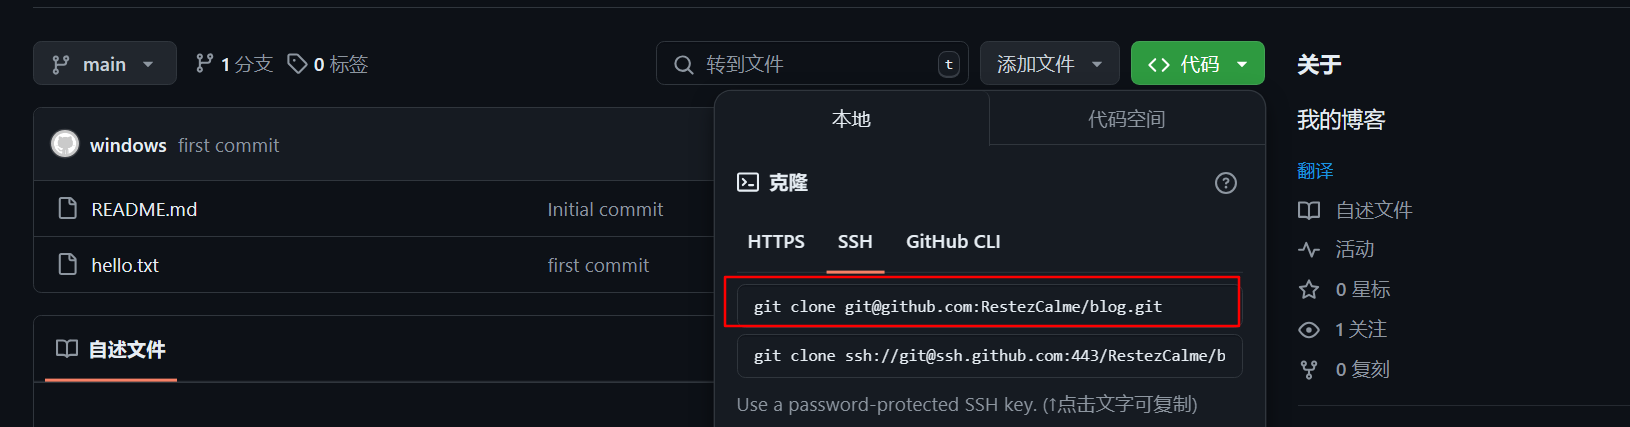 main
1 分支
0 标签
转到文件
t
添加文件
代码
关于
本地
代码空间
我的博客
windows
first commit
克隆
翻译
README.md
Initial commit
自述文件
HTTPS
SSH
GitHub CLI
活动
hello.txt
first commit
0 星标
git clone git@github.com:RestezCalme/blog.git
1 关注
自述文件
git clone ssh://git@ssh.github.com:443/RestezCalme/b
0 复刻
Use a password-protected SSH key. (↑点击文字可复制)